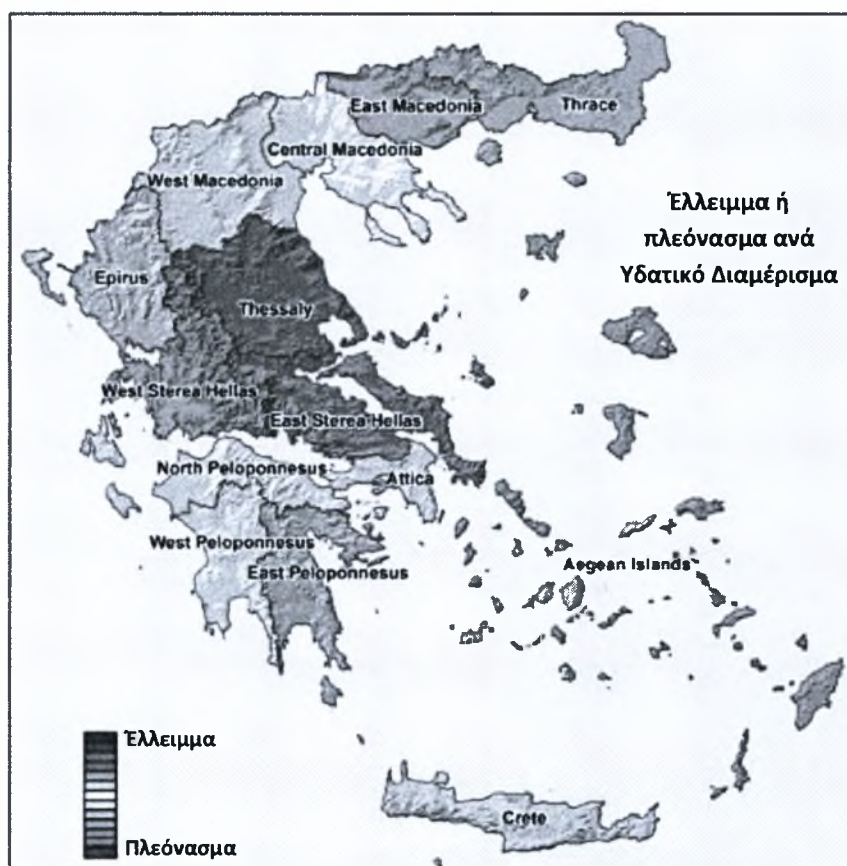 East Macedonia
Thrace
Central Macedonia
West Macedonia
Έλλειμμα ή
πλεόνασμα ανά
Υδατικό Διαμέρισμα
Epirus
Thessaly
West Sterea Hellas
East Sterea Hellas
North Peloponnesus
Attica
West Peloponnesus
East Peloponnesus
Aegean Islands
Έλλειμμα
Πλεόνασμα
Crete